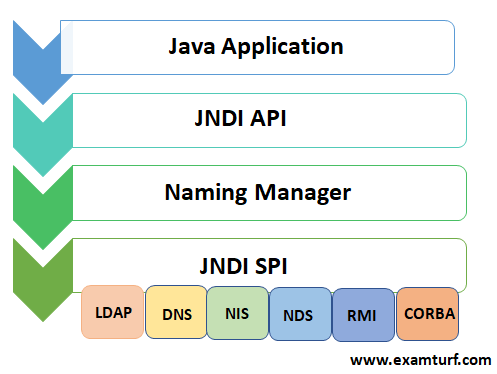 Java Application
JNDI API
Naming Manager
JNDI SPI
LDAP DNS NIS NDS RMI CORBA
www.examturf.com